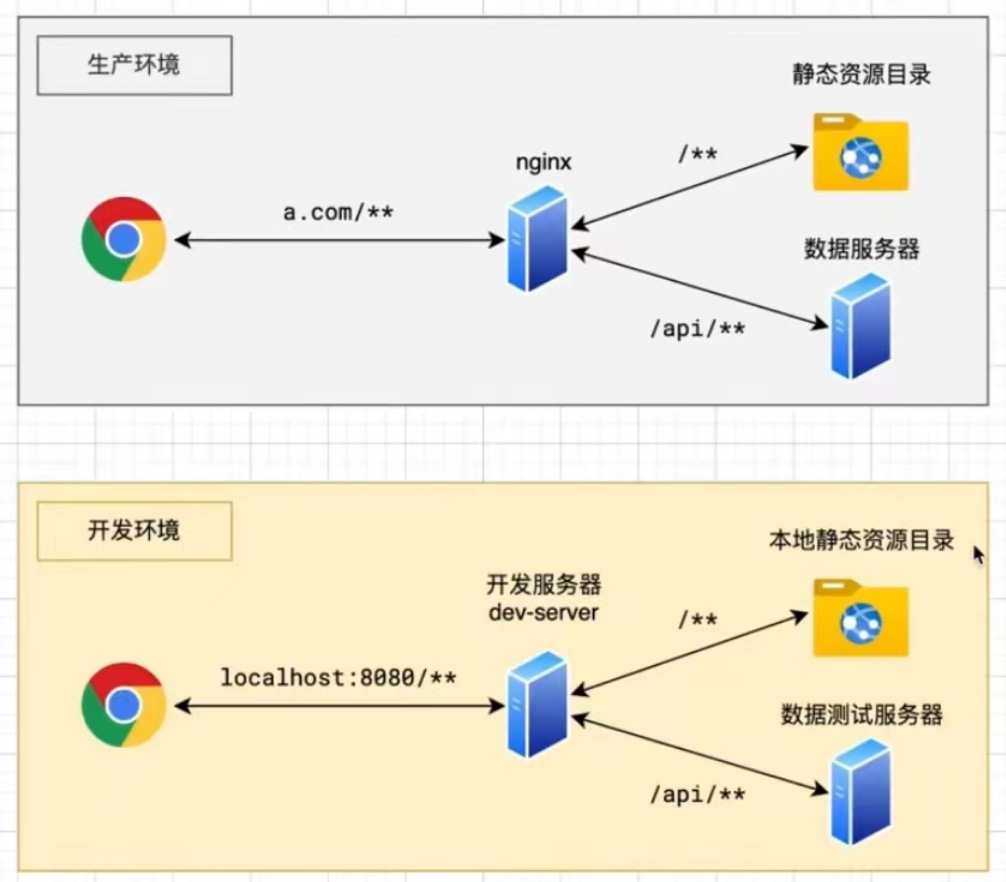 生产环境
静态资源目录
nginx
/**
a.com/**
数据服务器
/api/**
开发环境
本地静态资源目录
开发服务器
dev-server
/**
localhost:8080/**
数据测试服务器
/api/**